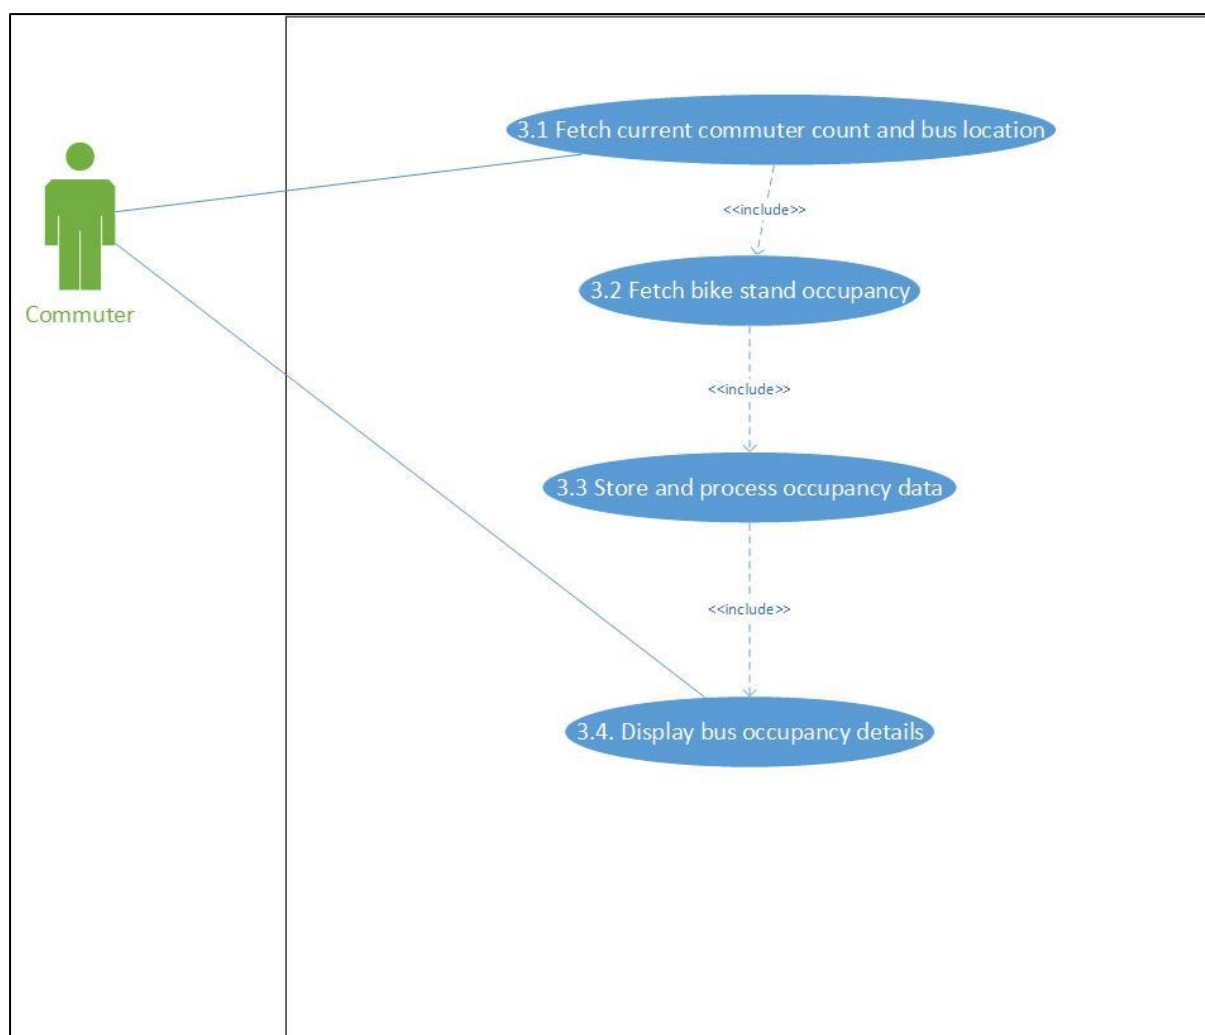 3.1 Fetch current commuter count and bus location
<<include>>
3.2 Fetch bike stand occupancy
Commuter
<<include>>
3.3 Store and process occupancy data
<<include>>
3.4. Display bus occupancy details